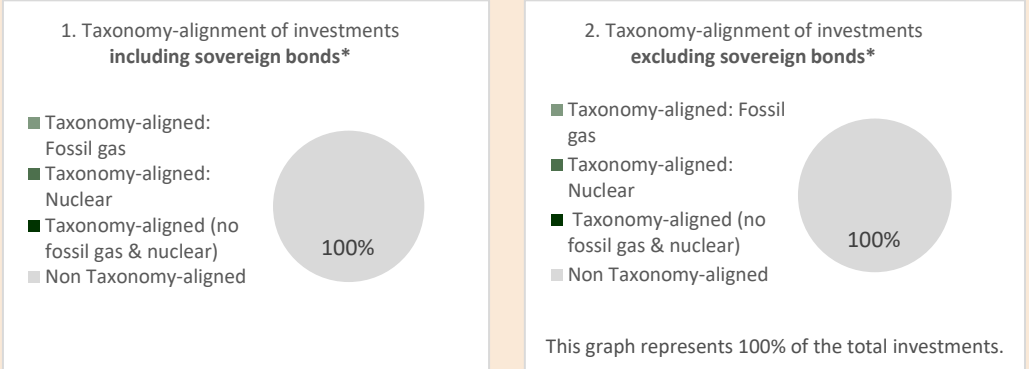 1. Taxonomy-alignment of investments
including sovereign bonds*
Taxonomy-aligned:
Fossil gas
Taxonomy-aligned:
Nuclear
Taxonomy-aligned (no
fossil gas & nuclear)
Non Taxonomy-aligned
100%
2. Taxonomy-alignment of investments
excluding sovereign bonds*
Taxonomy-aligned: Fossil
gas
Taxonomy-aligned:
Nuclear
Taxonomy-aligned (no
fossil gas & nuclear)
Non Taxonomy-aligned
100%
This graph represents 100% of the total investments.